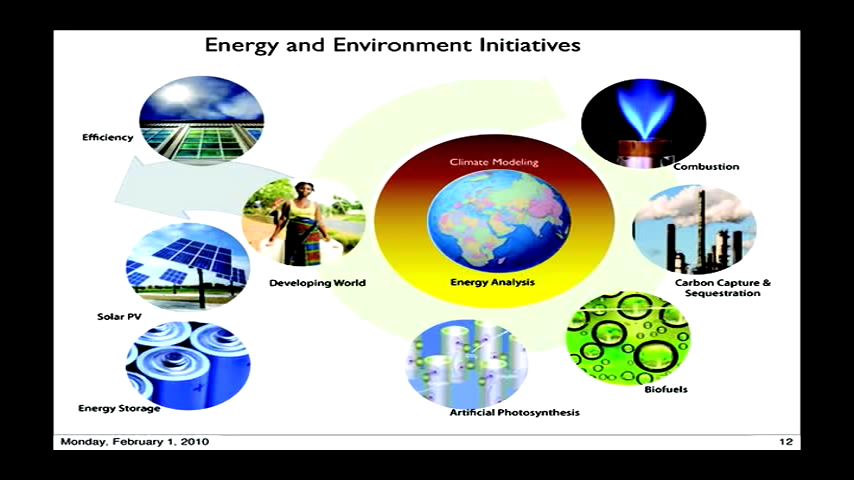 Energy and Environment Initiatives
Efficiency
Climate Modeling
Combustion
Developing World
Energy Analysis
Carbon Capture &
Sequestration
Solar PV
Biofuels
Energy Storage
Artificial Photosynthesis
Monday, February 1, 2010
12